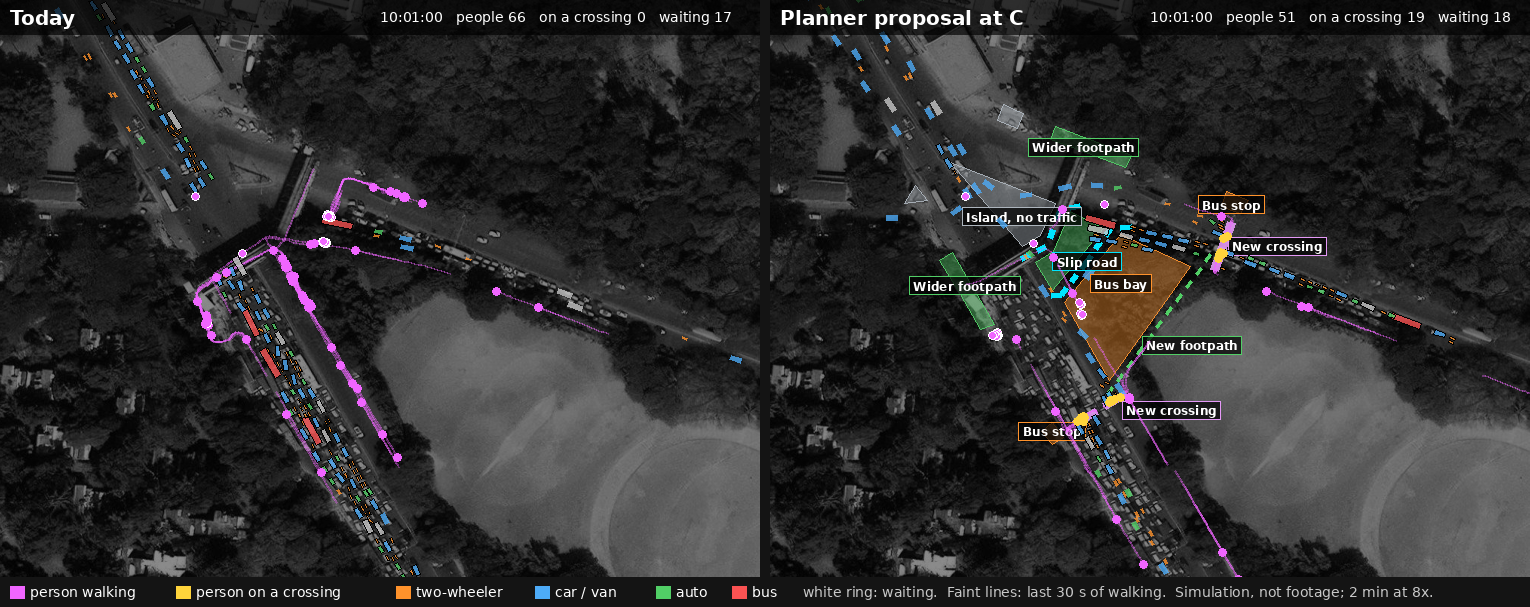 Today
10:01:00 people 66 on a crossing 0 waiting 17
Planner proposal at C
10:01:00 people 51 on a crossing 19 waiting 18
Wider footpath
Bus stop
Island, no traffic
New crossing
Slip road
Wider footpath
Bus bay
New footpath
New crossing
Bus stop
person walking
person on a crossing
two-wheeler
car / van
auto
bus
white ring: waiting. Faint lines: last 30 s of walking. Simulation, not footage; 2 min at 8x.